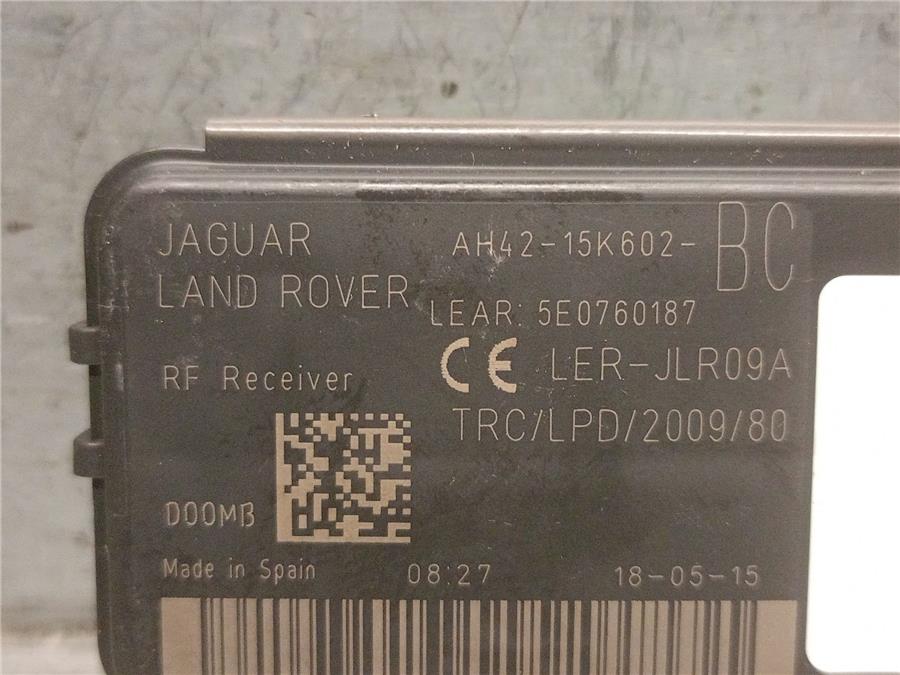 JAGUAR
LAND ROVER
AH42-15K602-BC
LEAR: 5E0760187
RF Receiver
CE LER-JLR09A
TRC/LPD/2009/80
D00MB
Made in Spain 08:27 18-05-15